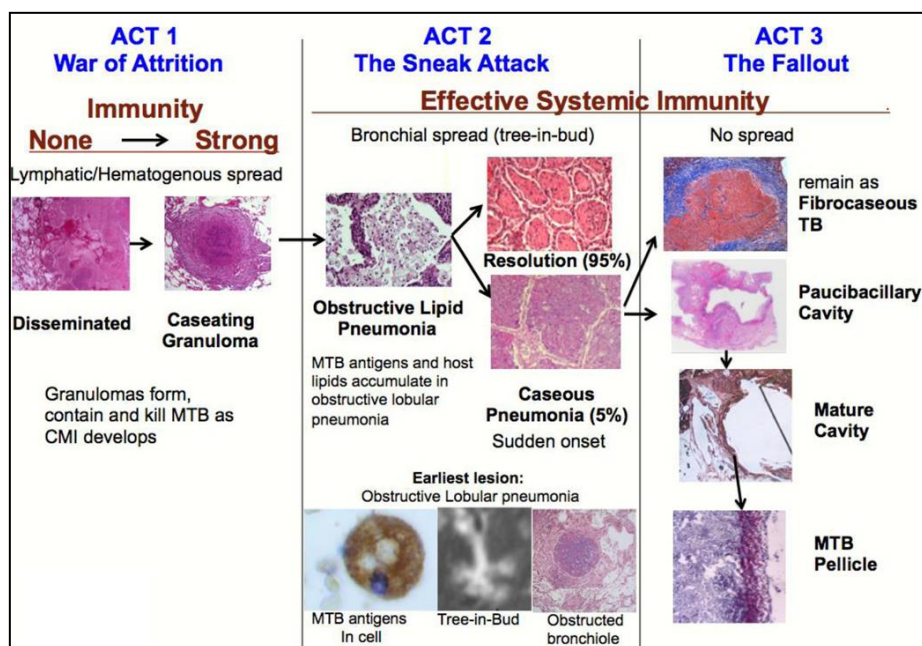 ACT 1
War of Attrition
Immunity
None
Strong
Lymphatic/Hematogenous spread
Disseminated
Caseating
Granuloma
Granulomas form,
contain and kill MTB as
CMI develops
ACT 2
The Sneak Attack
Effective Systemic Immunity
Bronchial spread (tree-in-bud)
Resolution (95%)
Obstructive Lipid
Pneumonia
MTB antigens and host
lipids accumulate in
obstructive lobular
pneumonia
Caseous
Pneumonia (5%)
Sudden onset
Earliest lesion:
Obstructive Lobular pneumonia
MTB antigens
In cell
Tree-in-Bud
Obstructed
bronchiole
ACT 3
The Fallout
No spread
remain as
Fibrocaseous
TB
Paucibacillary
Cavity
Mature
Cavity
MTB
Pellicle